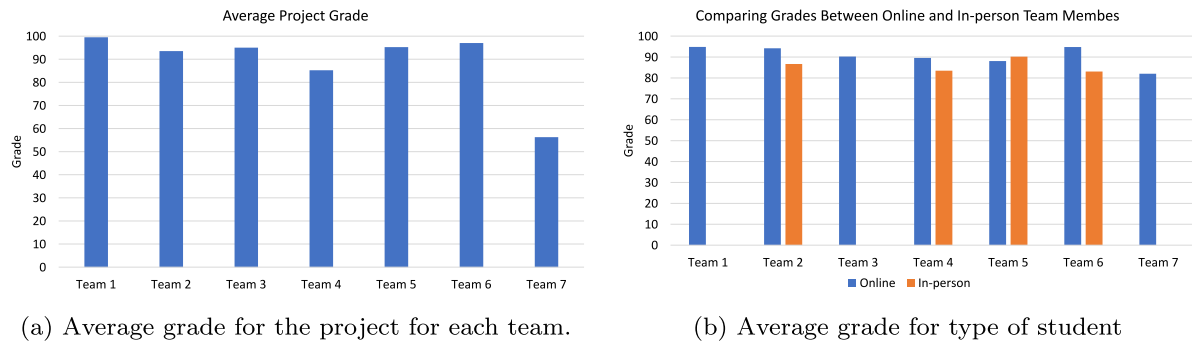 Average Project Grade
100
90
80
70
60
50
40
30
20
10
0
Grade
Team 1 Team 2 Team 3 Team 4 Team 5 Team 6 Team 7
(a) Average grade for the project for each team.
Comparing Grades Between Online and In-person Team Membes
100
90
80
70
60
50
40
30
20
10
0
Grade
Team 1 Team 2 Team 3 Team 4 Team 5 Team 6 Team 7
Online In-person
(b) Average grade for type of student